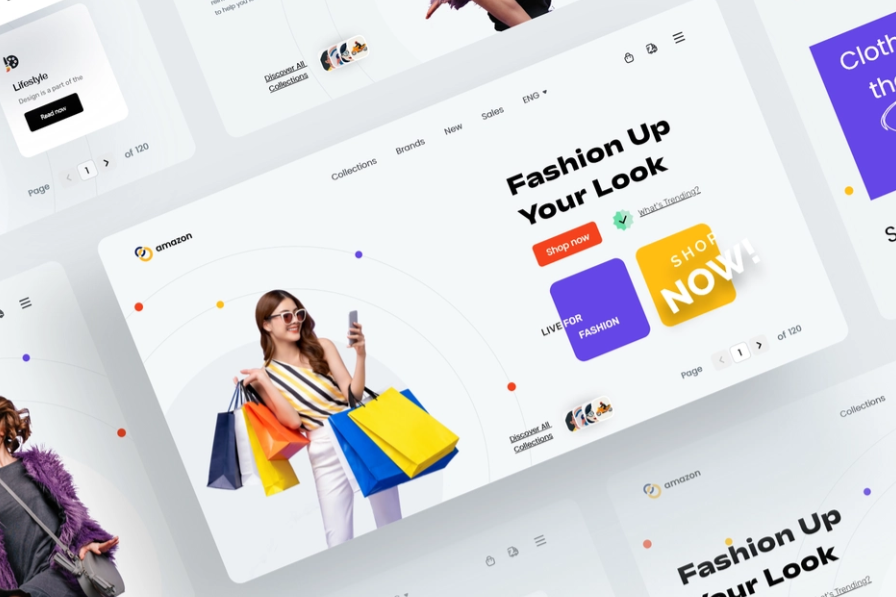 Lifestyle
Design is a part of the
Read now
Page
1
of 120
to help you
Discover All
Collections
Collections
Brands
New
Sales
ENG
amazon
Fashion Up
Your Look
Shop now
What's Trending?
LIVE FOR
FASHION
SHOP
NOW!
Page
1
of 120
Discover All
Collections
Cloth
the
S
Collections
amazon
Fashion Up
Your Look
What's Trending?